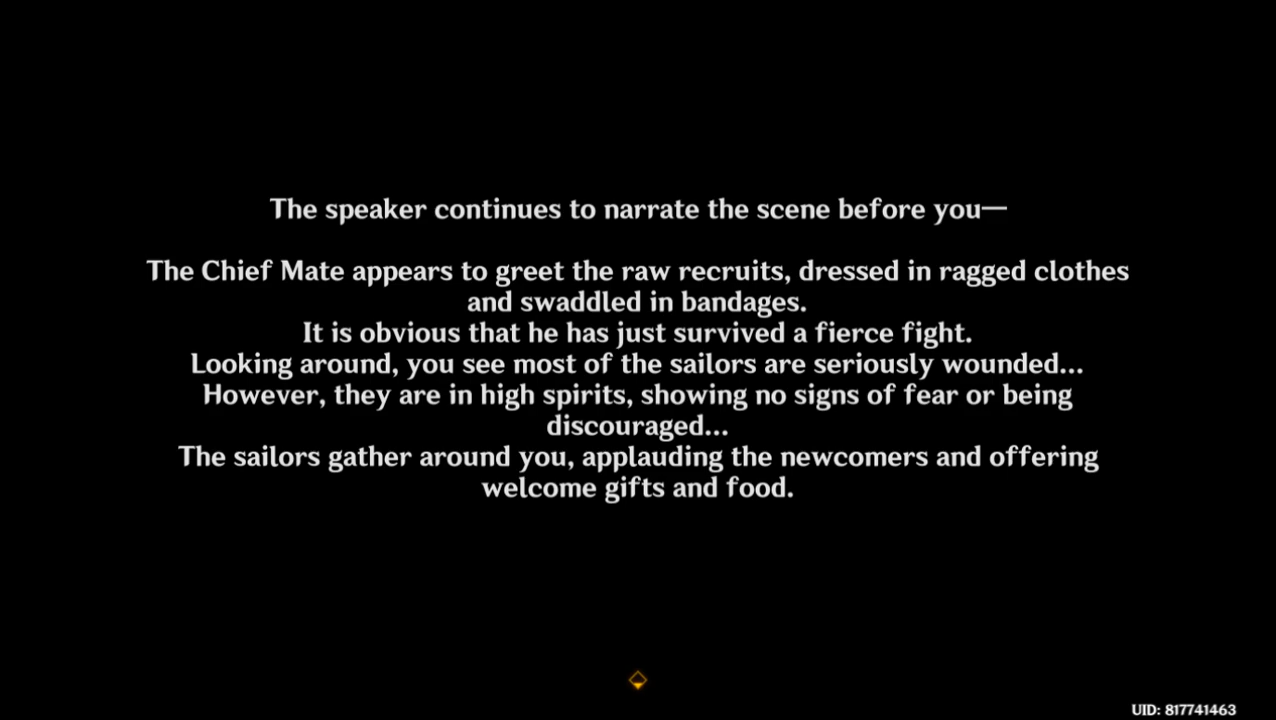 The speaker continues to narrate the scene before you—
The Chief Mate appears to greet the raw recruits, dressed in ragged clothes
and swaddled in bandages.
It is obvious that he has just survived a fierce fight.
Looking around, you see most of the sailors are seriously wounded...
However, they are in high spirits, showing no signs of fear or being
discouraged...
The sailors gather around you, applauding the newcomers and offering
welcome gifts and food.
UID: 817741463